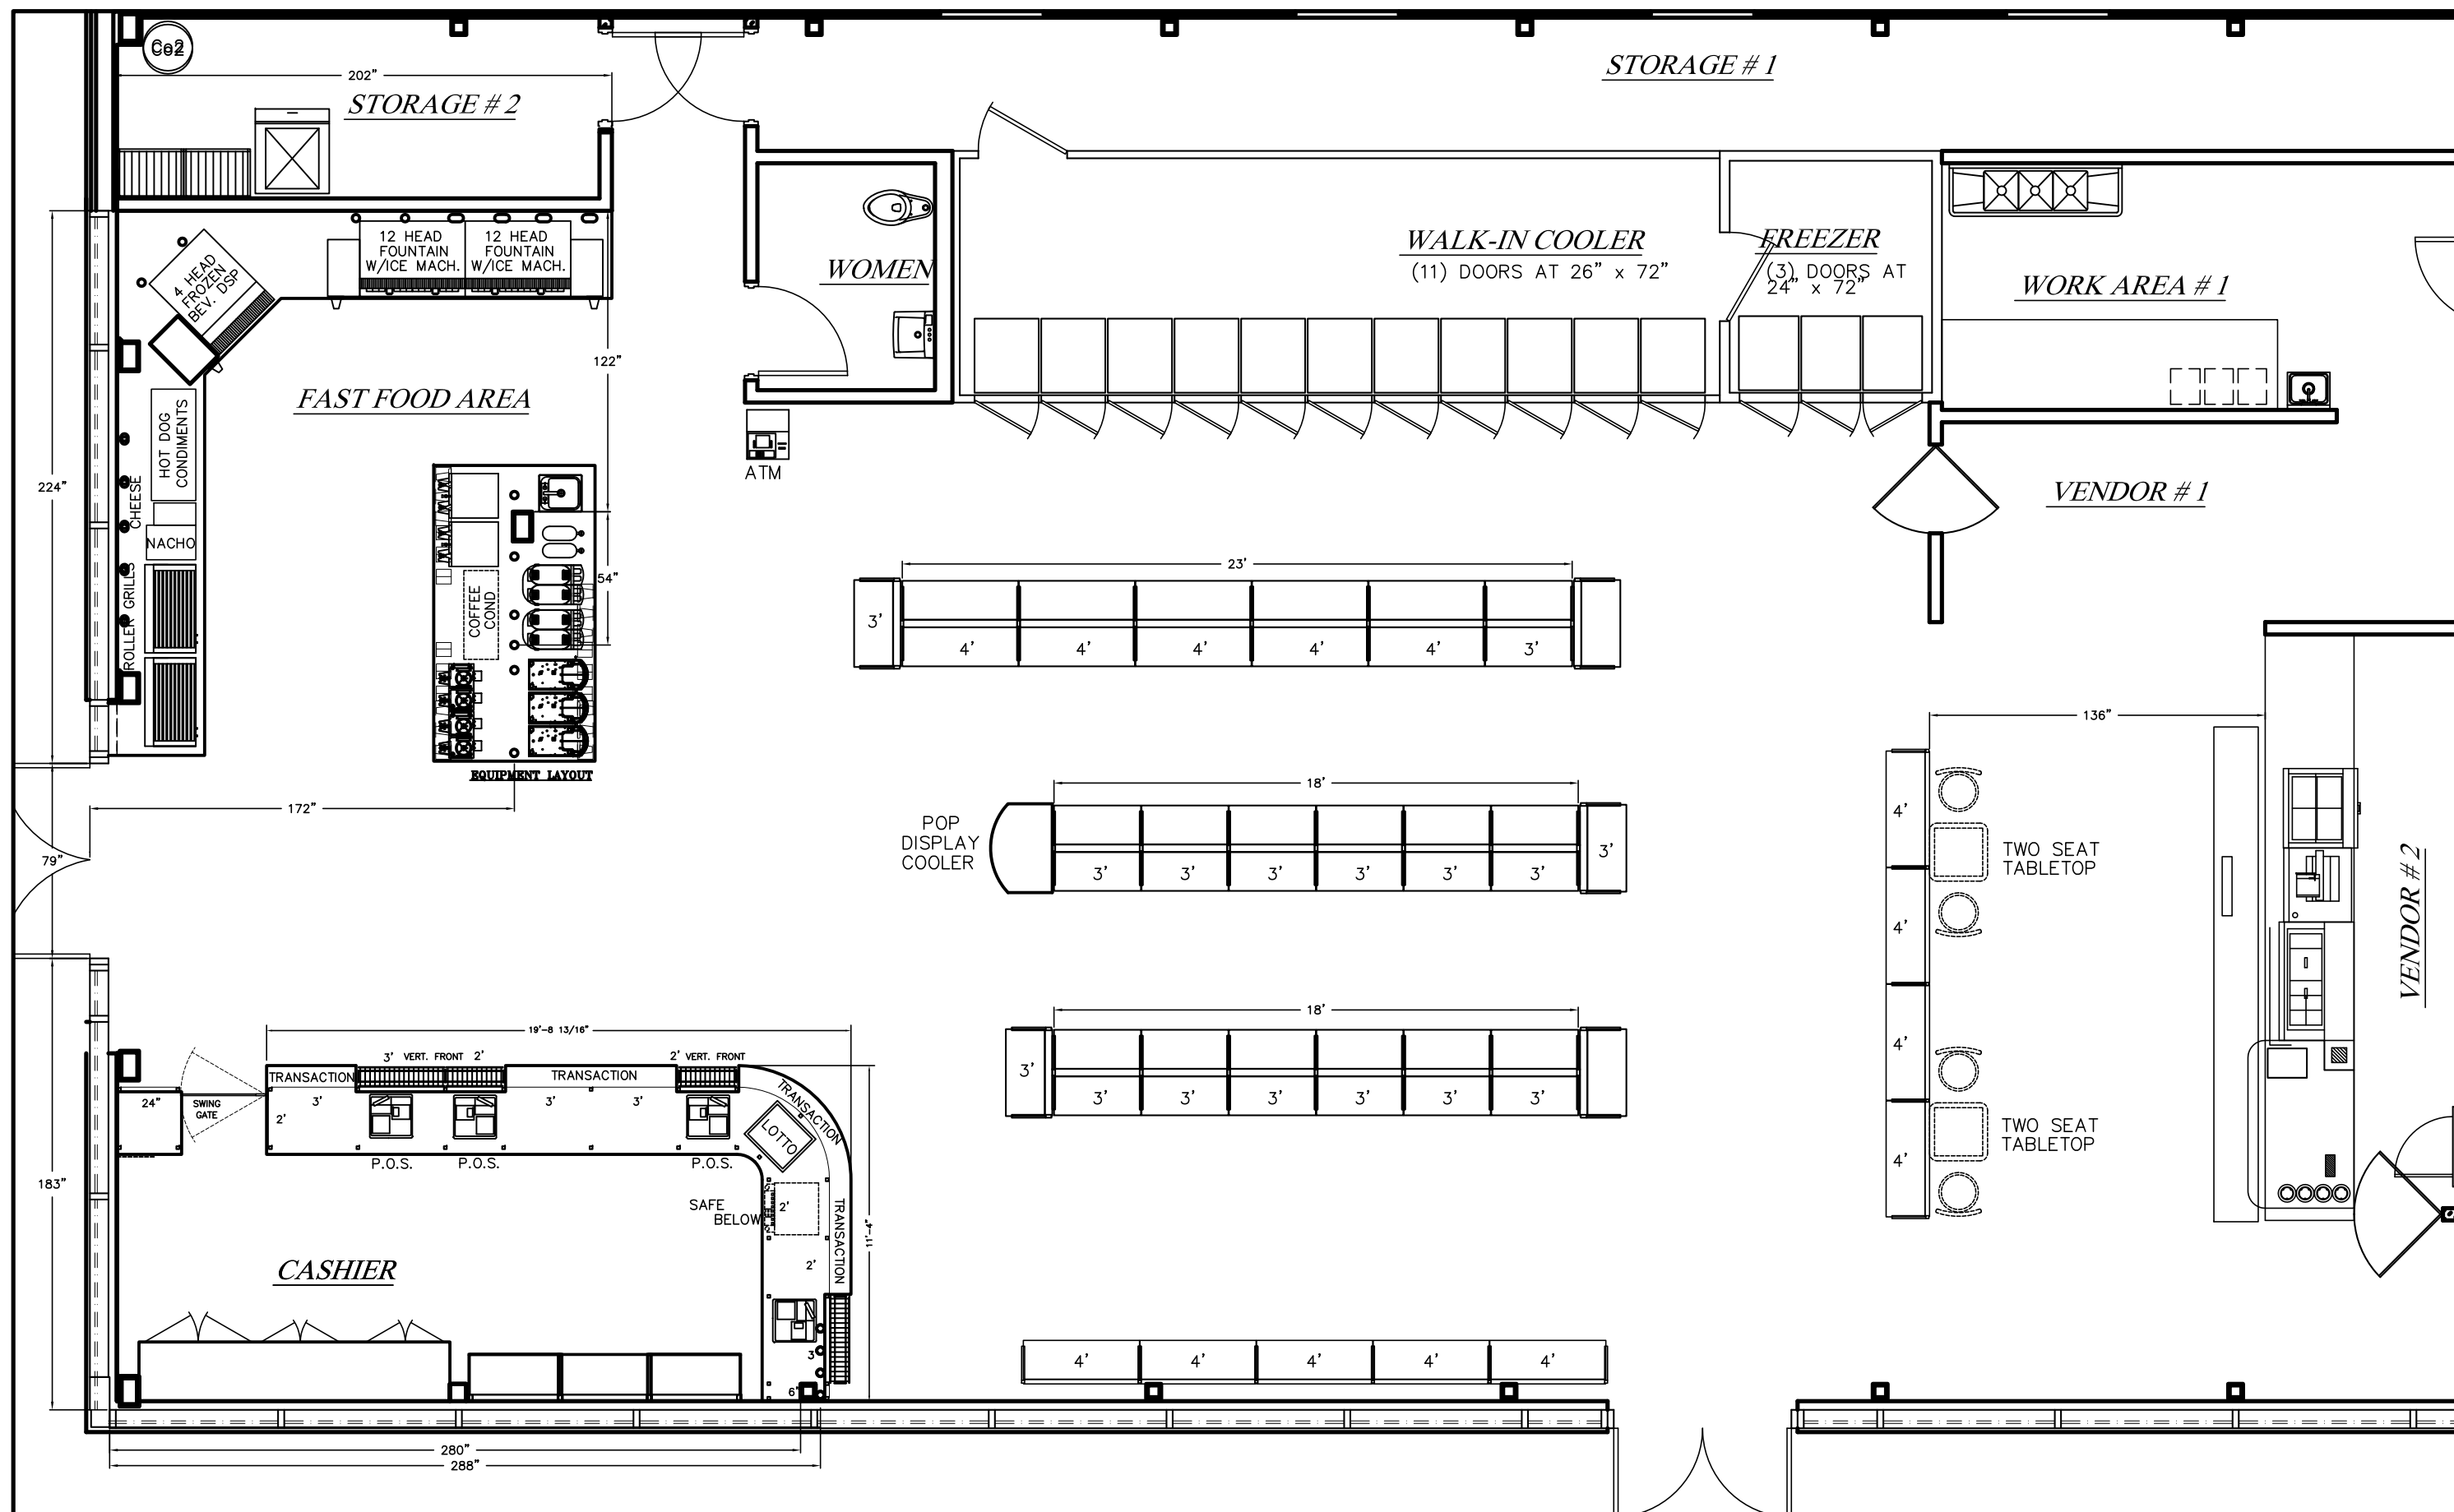 Co2
202"
STORAGE # 2
STORAGE # 1
12 HEAD
FOUNTAIN
W/ICE MACH.
12 HEAD
FOUNTAIN
W/ICE MACH.
4 HEAD
FROZEN
BEV. DSP
WOMEN
WALK-IN COOLER
(11) DOORS AT 26" x 72"
FREEZER
(3) DOORS AT
24" x 72"
WORK AREA # 1
122"
FAST FOOD AREA
HOT DOG
CONDIMENTS
CHEESE
NACHO
ROLLER GRILLS
224"
ATM
VENDOR # 1
COFFEE
COND
54"
EQUIPMENT LAYOUT
23'
3'
4'
4'
4'
4'
4'
3'
136"
172"
79"
18'
POP
DISPLAY
COOLER
3'
3'
3'
3'
3'
3'
3'
4'
4'
4'
4'
TWO SEAT
TABLETOP
TWO SEAT
TABLETOP
VENDOR # 2
18'
3'
3'
3'
3'
3'
3'
3'
19'-8 13/16"
3' VERT. FRONT 2'
2' VERT. FRONT
TRANSACTION
TRANSACTION
TRANSACTION
24"
SWING
GATE
3'
2'
3'
3'
LOTTO
P.O.S.
P.O.S.
P.O.S.
183"
SAFE
BELOW
2'
TRANSACTION
11'-4"
2'
CASHIER
3'
6"
4'
4'
4'
4'
4'
280"
288"